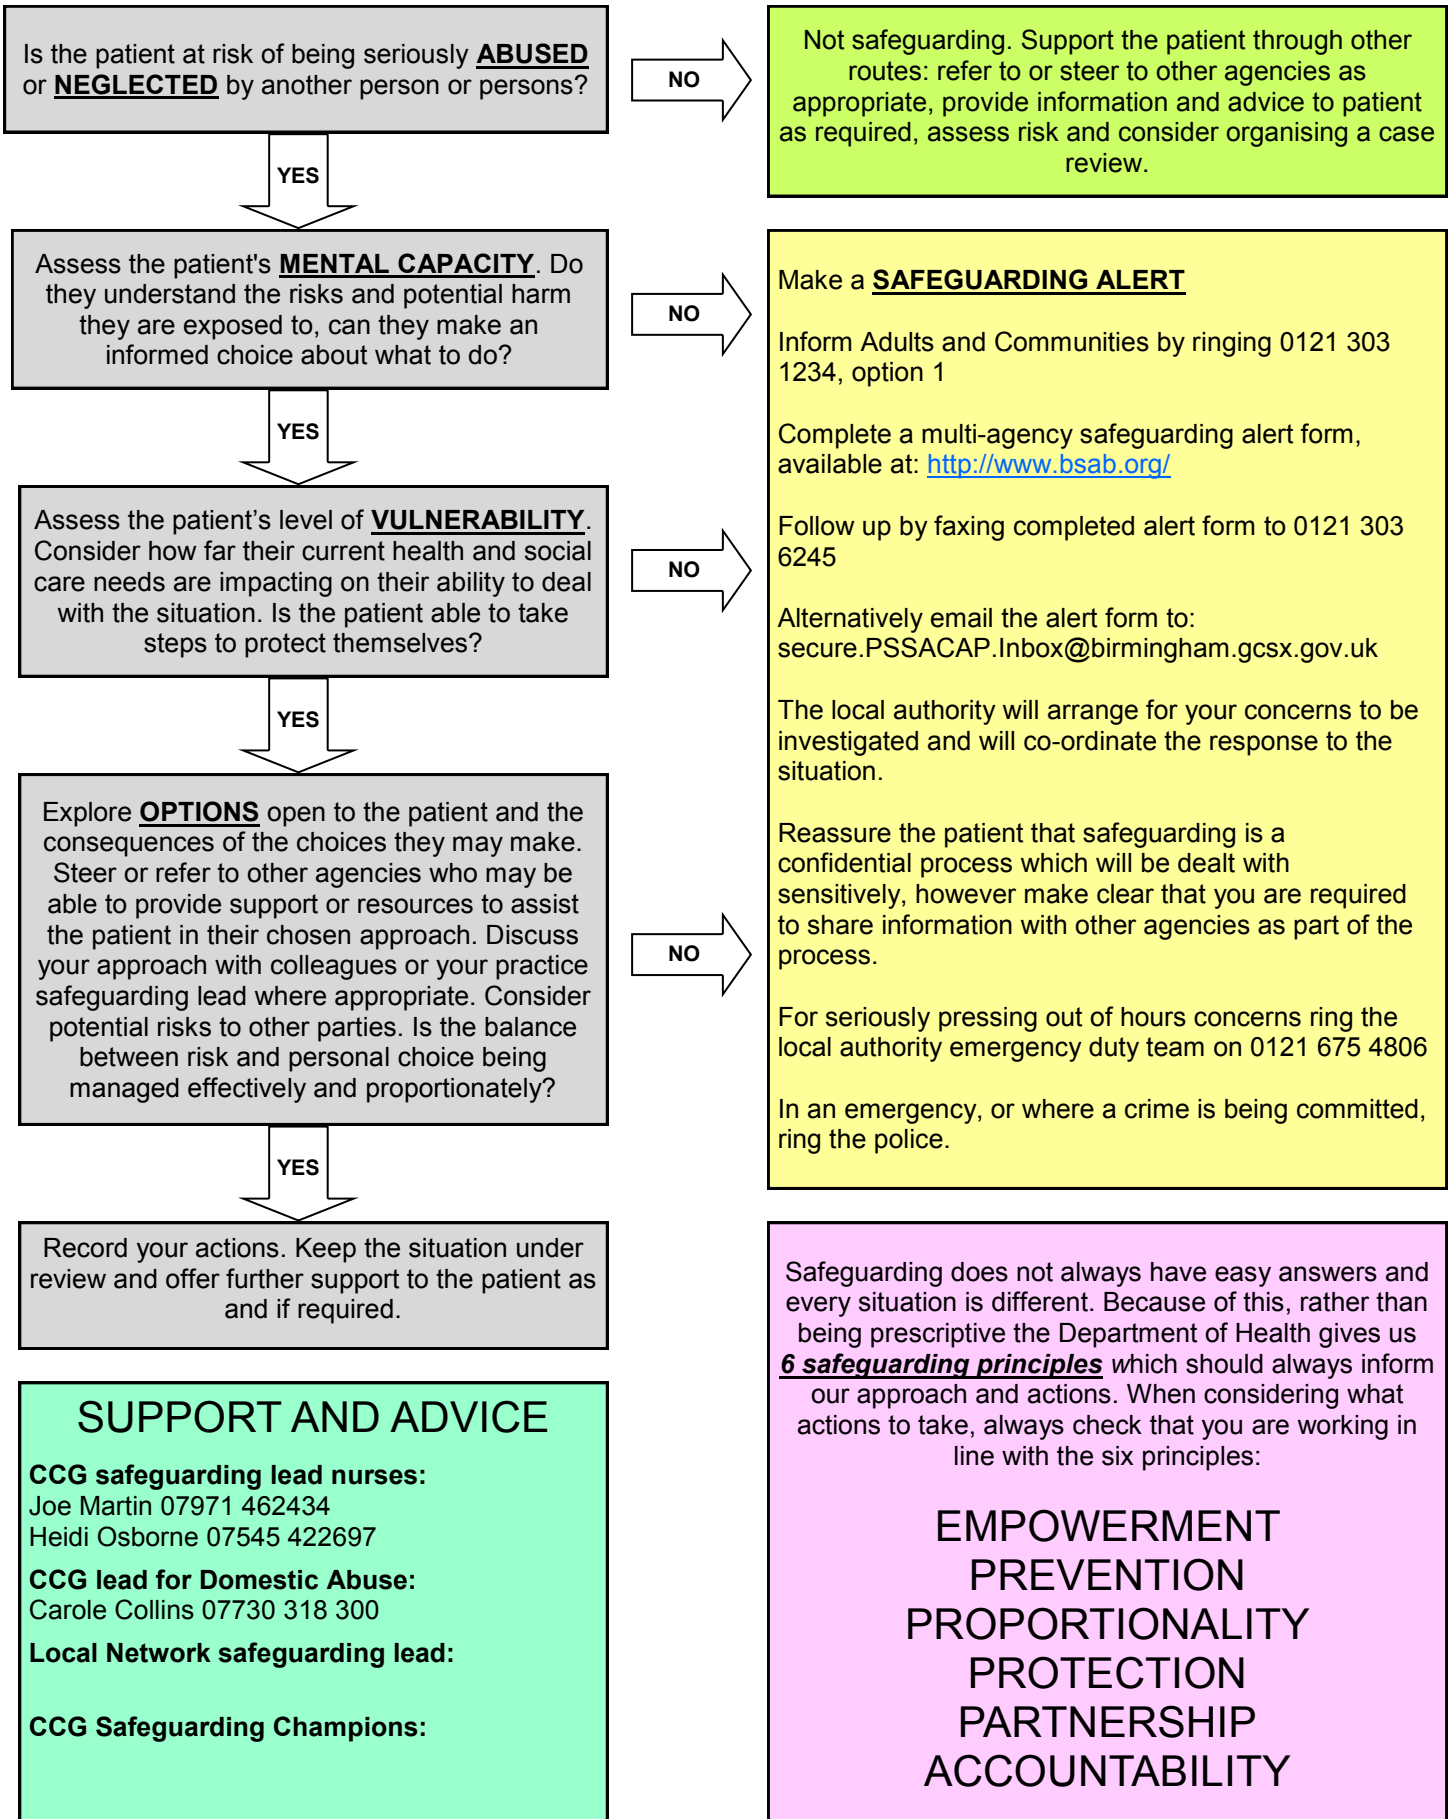 Is the patient at risk of being seriously ABUSED
or NEGLECTED by another person or persons?
NO
Not safeguarding. Support the patient through other
routes: refer to or steer to other agencies as
appropriate, provide information and advice to patient
as required, assess risk and consider organising a case
review.
YES
Assess the patient's MENTAL CAPACITY. Do
they understand the risks and potential harm
they are exposed to, can they make an
informed choice about what to do?
NO
YES
Assess the patient’s level of VULNERABILITY.
Consider how far their current health and social
care needs are impacting on their ability to deal
with the situation. Is the patient able to take
steps to protect themselves?
NO
YES
Explore OPTIONS open to the patient and the
consequences of the choices they may make.
Steer or refer to other agencies who may be
able to provide support or resources to assist
the patient in their chosen approach. Discuss
your approach with colleagues or your practice
safeguarding lead where appropriate. Consider
potential risks to other parties. Is the balance
between risk and personal choice being
managed effectively and proportionately?
NO
YES
Record your actions. Keep the situation under
review and offer further support to the patient as
and if required.
Make a SAFEGUARDING ALERT
Inform Adults and Communities by ringing 0121 303
1234, option 1
Complete a multi-agency safeguarding alert form,
available at: http://www.bsab.org/
Follow up by faxing completed alert form to 0121 303
6245
Alternatively email the alert form to:
secure.PSSACAP.Inbox@birmingham.gcsx.gov.uk
The local authority will arrange for your concerns to be
investigated and will co-ordinate the response to the
situation.
Reassure the patient that safeguarding is a
confidential process which will be dealt with
sensitively, however make clear that you are required
to share information with other agencies as part of the
process.
For seriously pressing out of hours concerns ring the
local authority emergency duty team on 0121 675 4806
In an emergency, or where a crime is being committed,
ring the police.
SUPPORT AND ADVICE
CCG safeguarding lead nurses:
Joe Martin 07971 462434
Heidi Osborne 07545 422697
CCG lead for Domestic Abuse:
Carole Collins 07730 318 300
Local Network safeguarding lead:
CCG Safeguarding Champions:
Safeguarding does not always have easy answers and
every situation is different. Because of this, rather than
being prescriptive the Department of Health gives us
6 safeguarding principles which should always inform
our approach and actions. When considering what
actions to take, always check that you are working in
line with the six principles:
EMPOWERMENT
PREVENTION
PROPORTIONALITY
PROTECTION
PARTNERSHIP
ACCOUNTABILITY